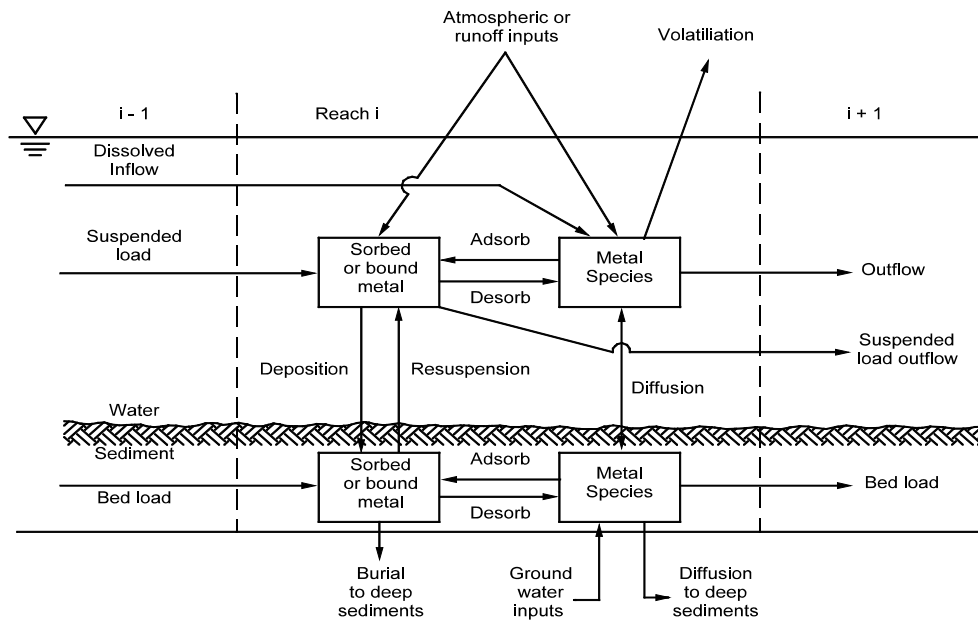 Atmospheric or
runoff inputs
Volatiliation
i - 1
Reach i
i + 1
Dissolved
Inflow
Suspended
load
Sorbed
or bound
metal
Adsorb
Desorb
Metal
Species
Outflow
Suspended
load outflow
Deposition
Resuspension
Diffusion
Water
Sediment
Bed load
Sorbed
or bound
metal
Adsorb
Desorb
Metal
Species
Bed load
Burial
to deep
sediments
Ground
water
inputs
Diffusion
to deep
sediments